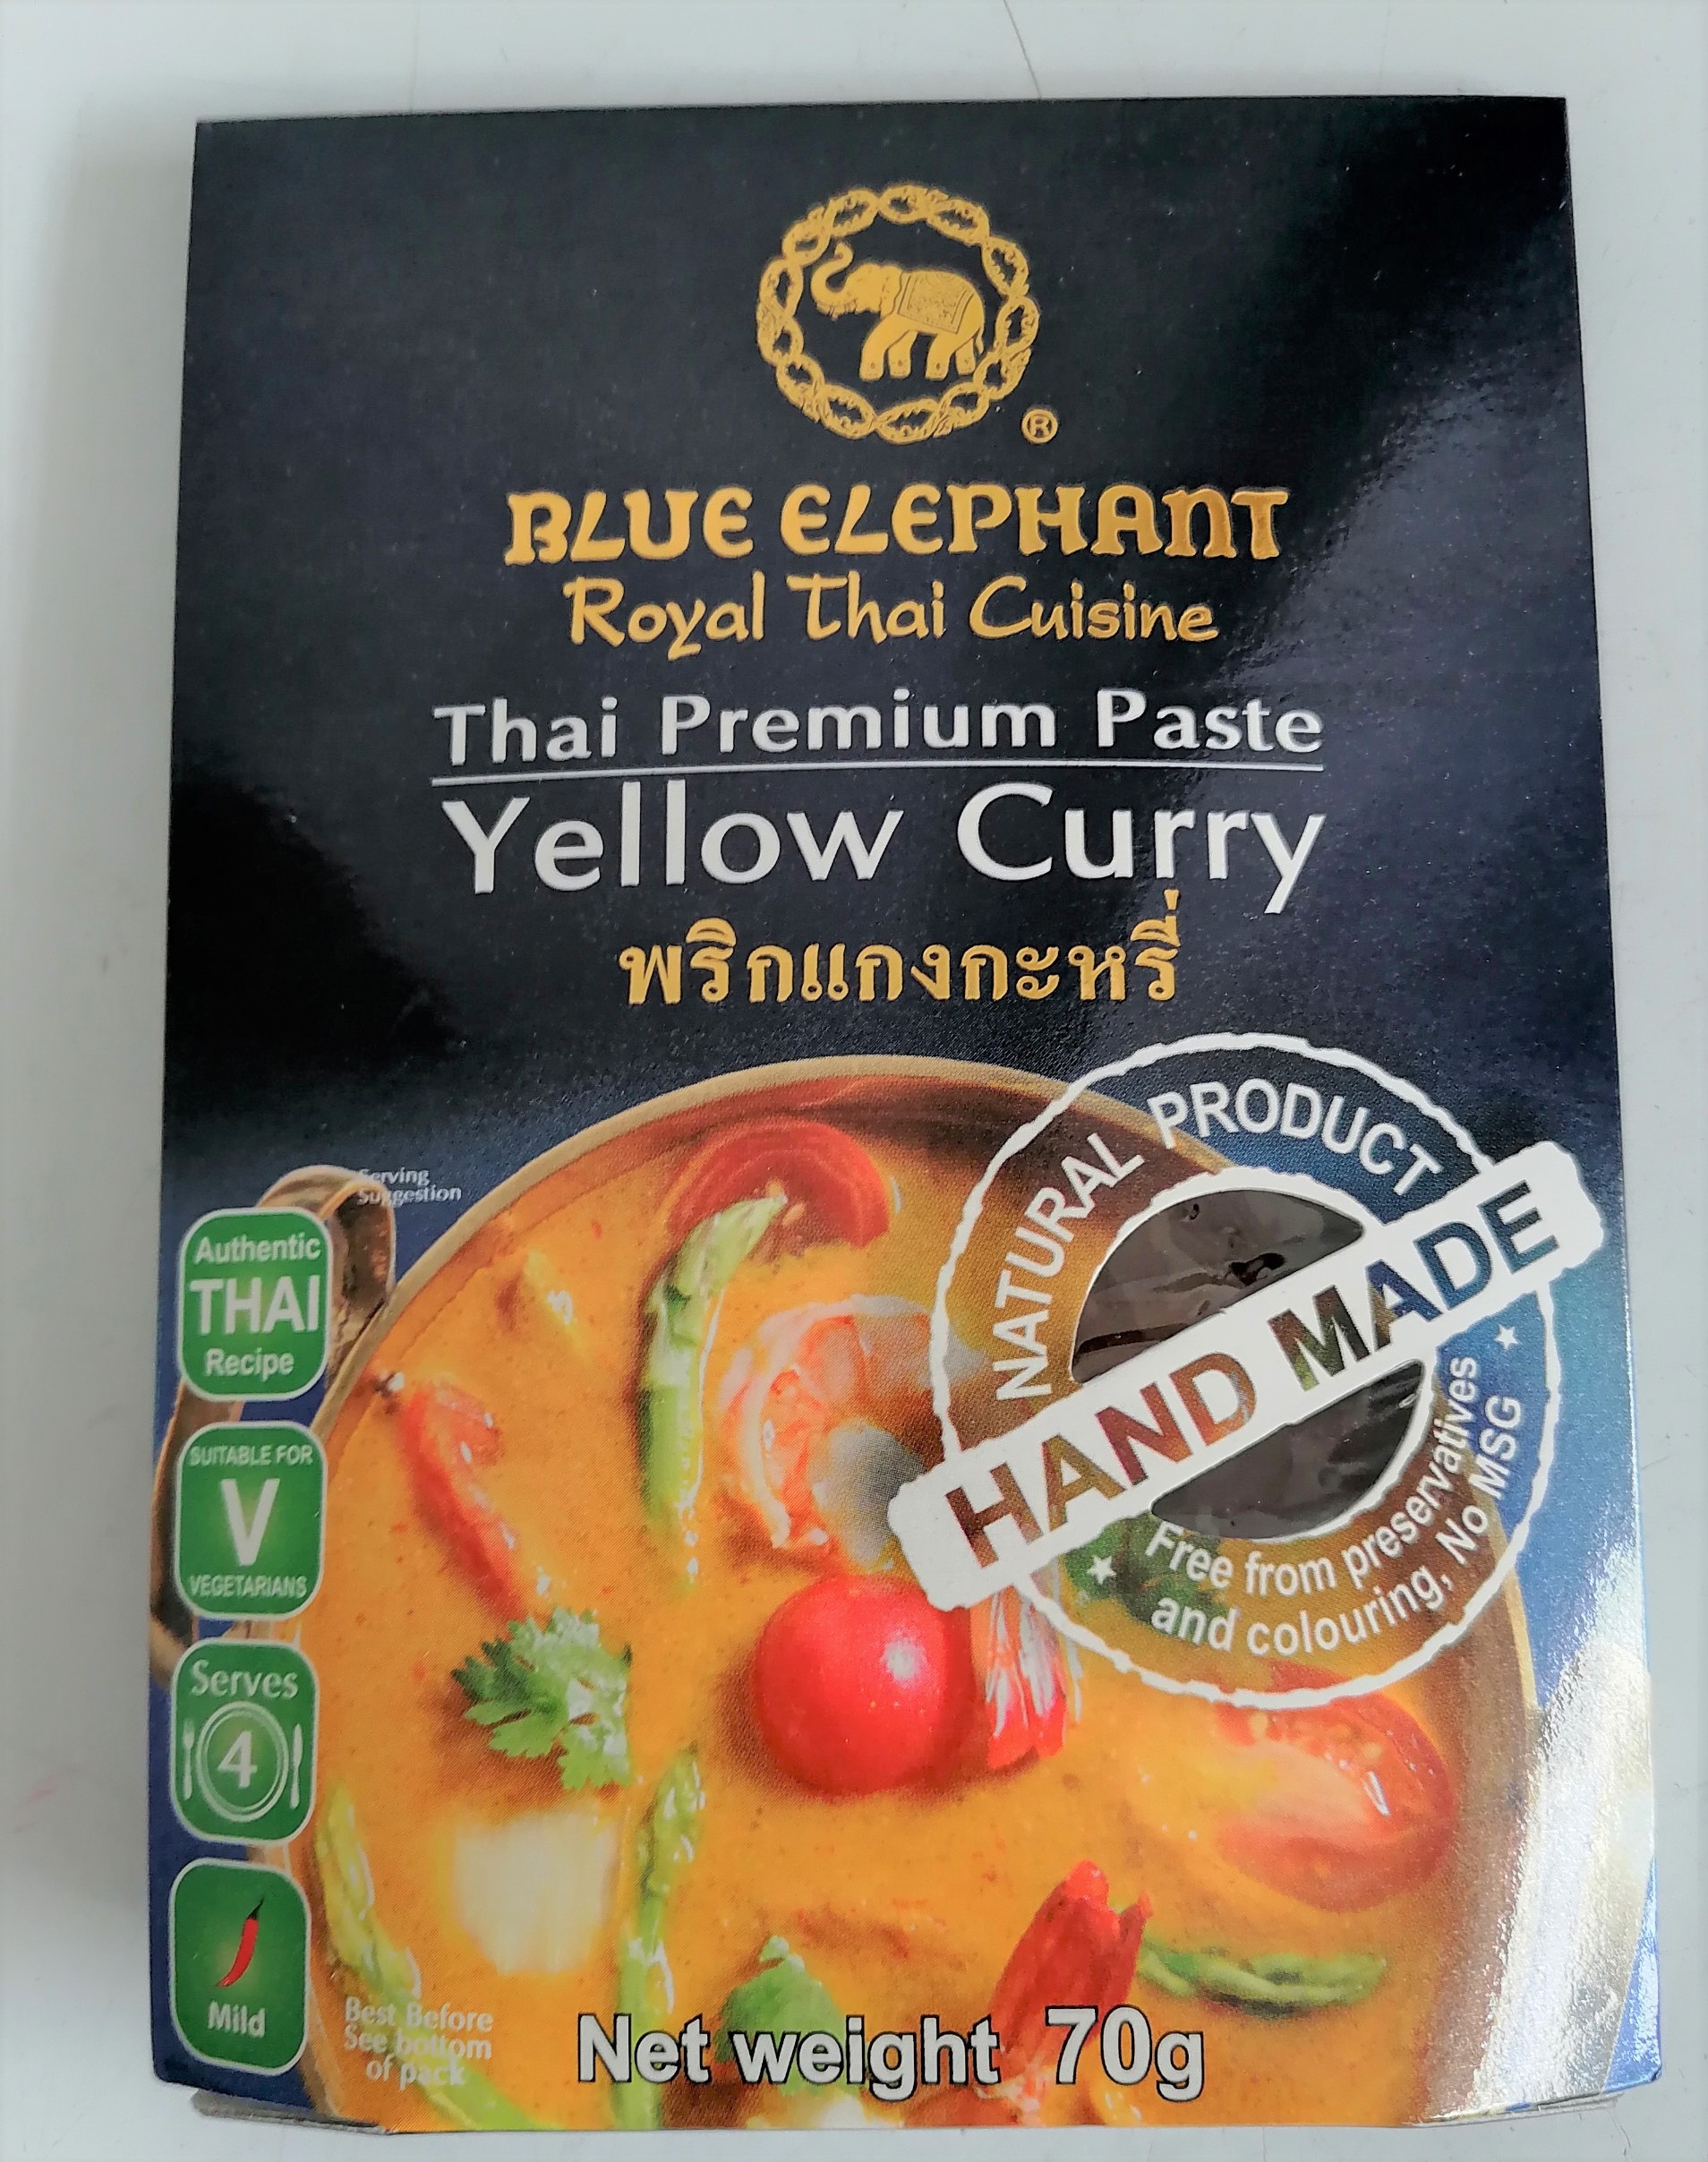 ®
BLUE ELEPHANT
Royal Thai Cuisine
Thai Premium Paste
Yellow Curry
พริกแกงกะหรี่
NATURAL PRODUCT
HAND MADE
Free from preservatives
and colouring, No MSG
Serving
Suggestion
Authentic
THAI
Recipe
SUITABLE FOR
V
VEGETARIANS
Serves
4
Mild
Best Before
See bottom
of pack
Net weight 70g